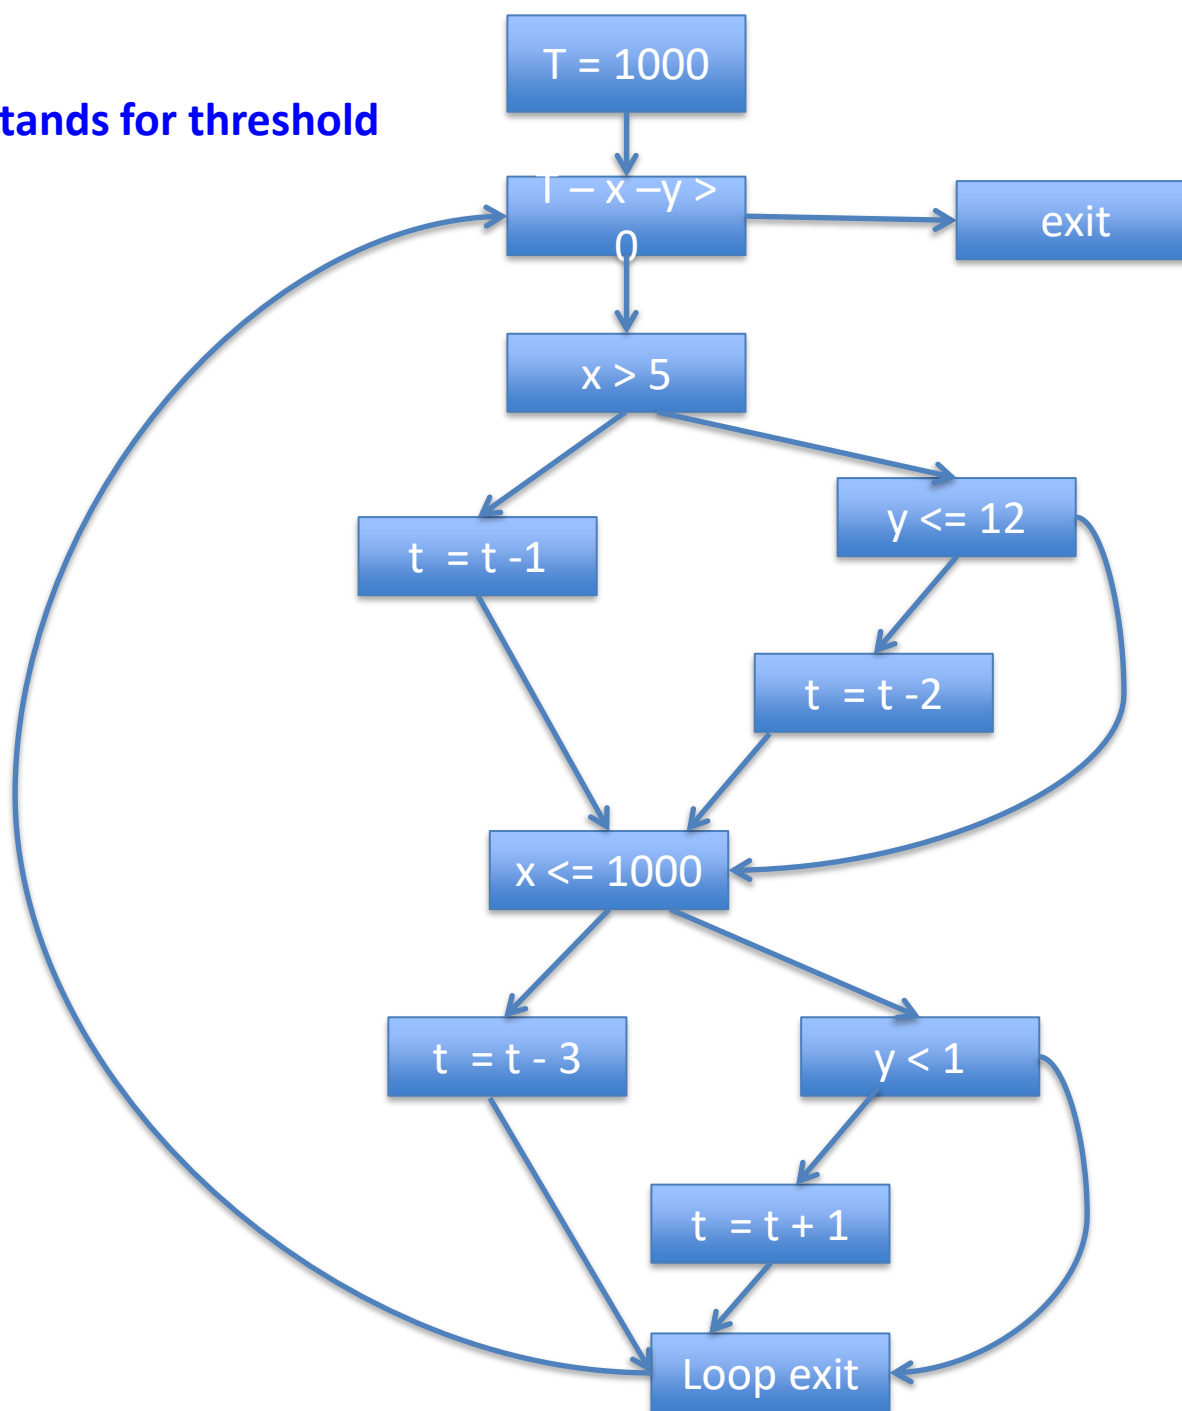 T = 1000
tands for threshold
T – x –y >
0
exit
x > 5
y <= 12
t = t -1
t = t -2
x <= 1000
t = t - 3
y < 1
t = t + 1
Loop exit